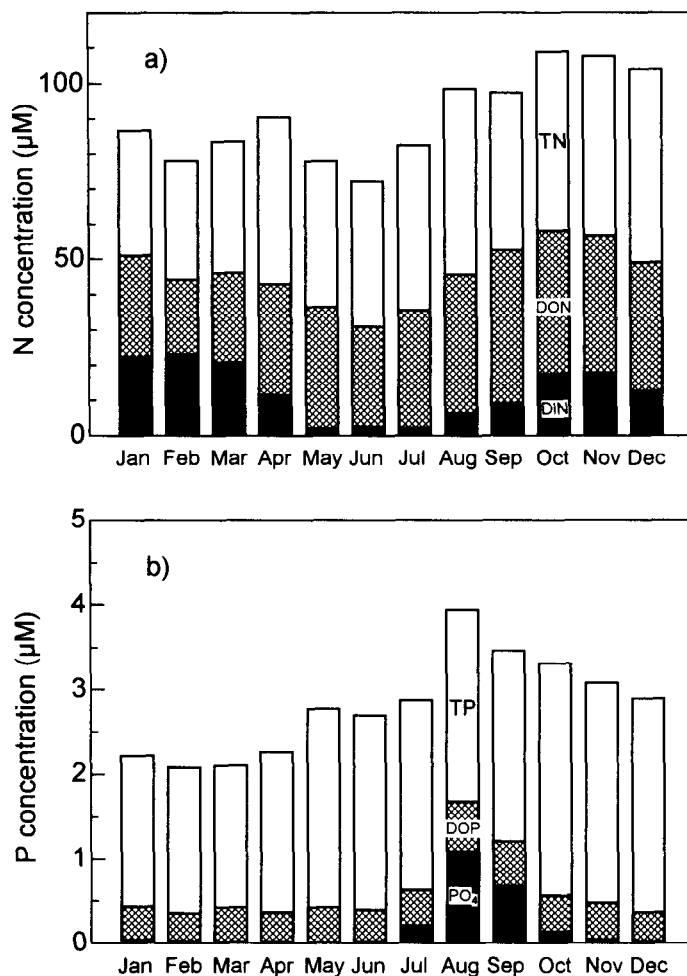 a)
N concentration (µM)
100
50
0
TN
DON
DIN
Jan Feb Mar Apr May Jun Jul Aug Sep Oct Nov Dec
b)
P concentration (µM)
5
4
3
2
1
0
TP
DOP
PO₄
Jan Feb Mar Apr May Jun Jul Aug Sep Oct Nov Dec